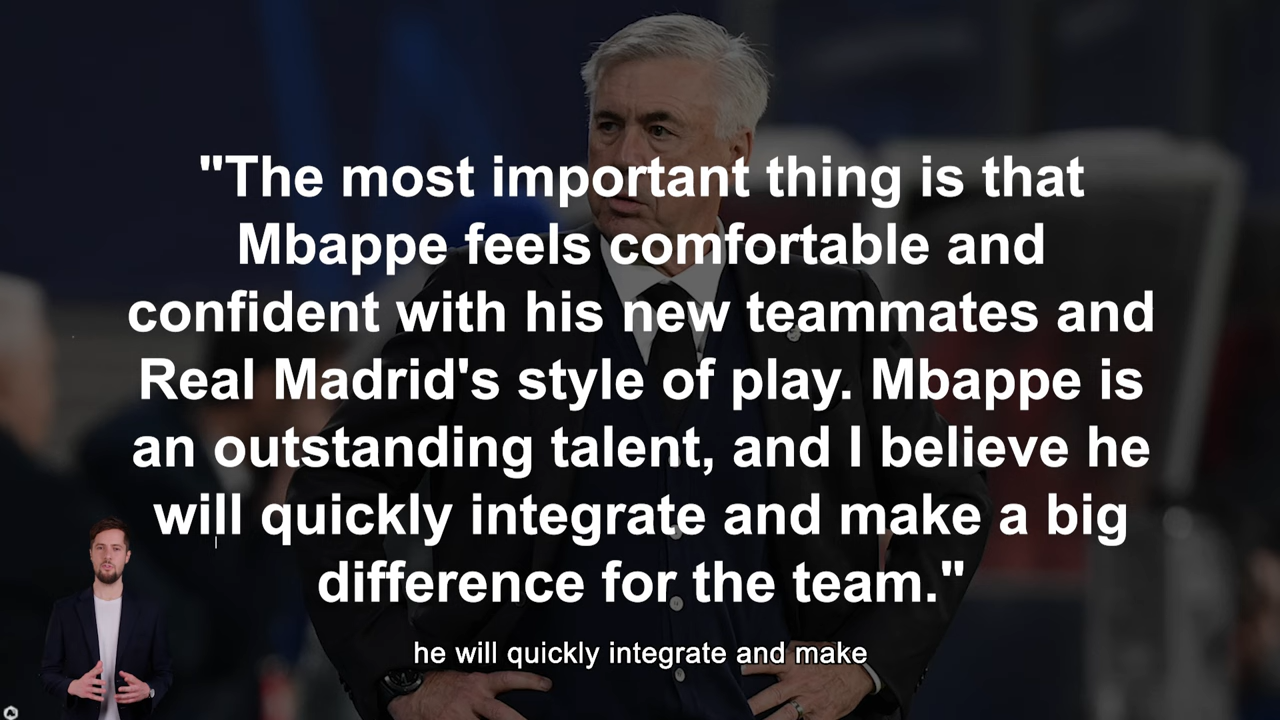 "The most important thing is that
Mbappe feels comfortable and
confident with his new teammates and
Real Madrid's style of play. Mbappe is
an outstanding talent, and I believe he
will quickly integrate and make a big
difference for the team."
he will quickly integrate and make